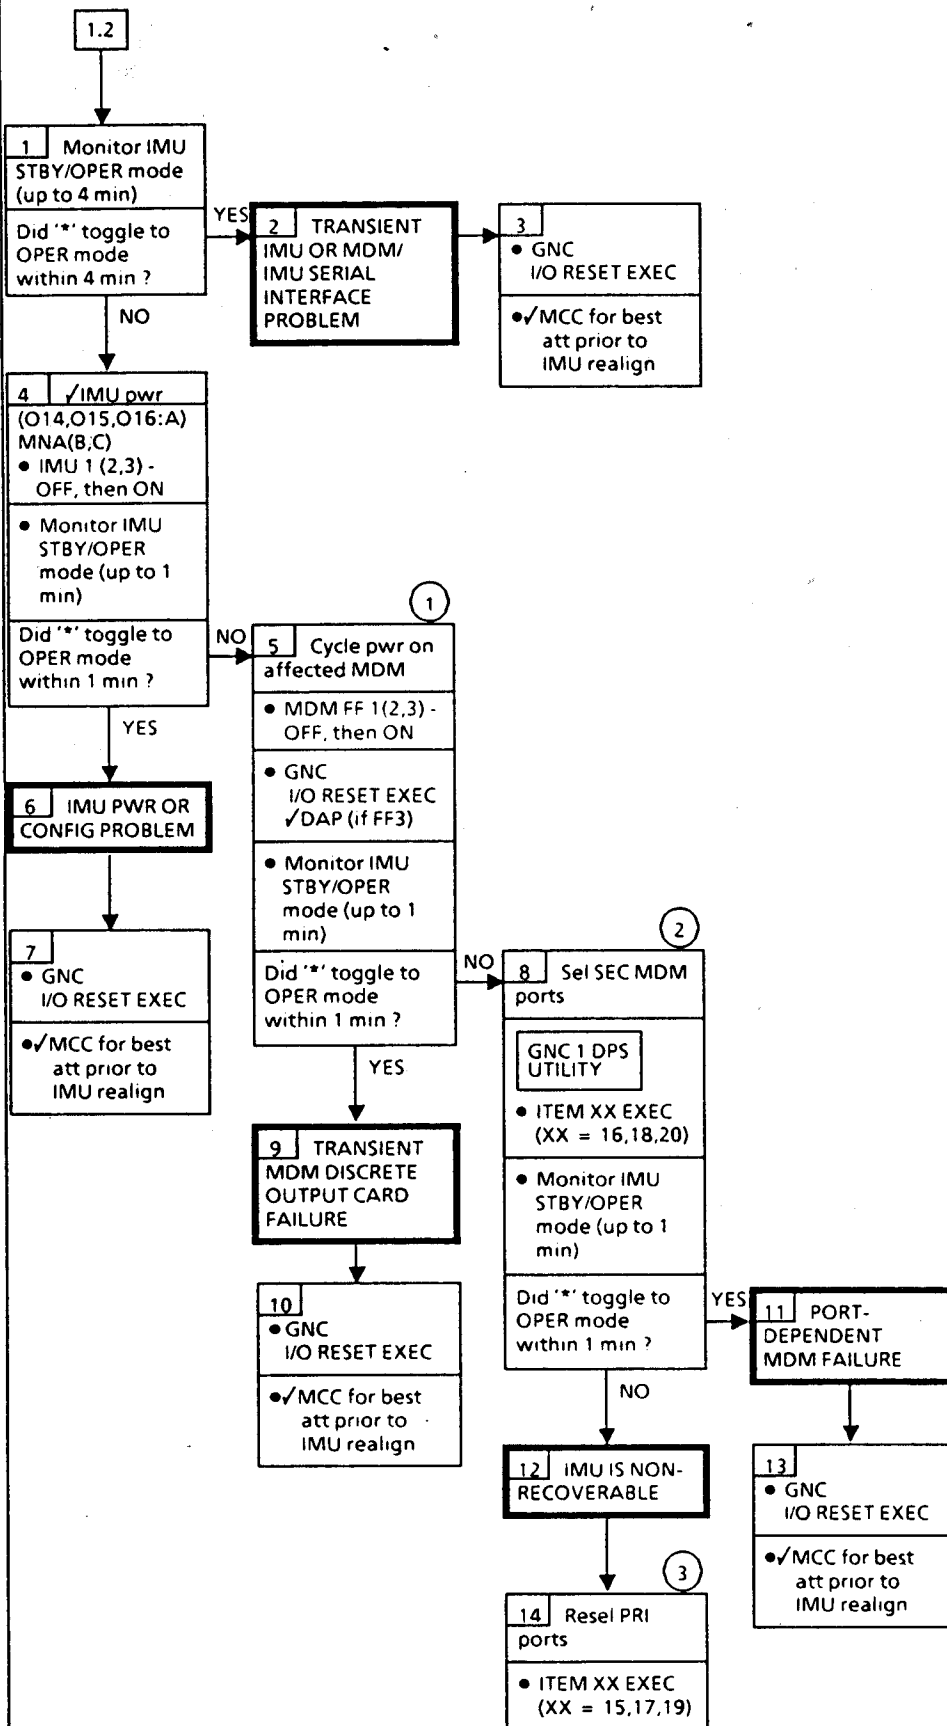 1.2
1 Monitor IMU
STBY/OPER mode
(up to 4 min)
Did '*' toggle to
OPER mode
within 4 min ?
YES
NO
2 TRANSIENT
IMU OR MDM/
IMU SERIAL
INTERFACE
PROBLEM
3
● GNC
I/O RESET EXEC
●✓MCC for best
att prior to
IMU realign
4 ✓IMU pwr
(O14,O15,O16:A)
MNA(B,C)
● IMU 1 (2,3) -
OFF, then ON
● Monitor IMU
STBY/OPER
mode (up to 1
min)
Did '*' toggle to
OPER mode
within 1 min ?
NO
YES
1
5 Cycle pwr on
affected MDM
● MDM FF 1(2,3) -
OFF, then ON
● GNC
I/O RESET EXEC
✓DAP (if FF3)
● Monitor IMU
STBY/OPER
mode (up to 1
min)
Did '*' toggle to
OPER mode
within 1 min ?
NO
YES
6 IMU PWR OR
CONFIG PROBLEM
7
● GNC
I/O RESET EXEC
●✓MCC for best
att prior to
IMU realign
2
8 Sel SEC MDM
ports
GNC 1 DPS
UTILITY
● ITEM XX EXEC
(XX = 16,18,20)
● Monitor IMU
STBY/OPER
mode (up to 1
min)
Did '*' toggle to
OPER mode
within 1 min ?
YES
NO
9 TRANSIENT
MDM DISCRETE
OUTPUT CARD
FAILURE
10
● GNC
I/O RESET EXEC
●✓MCC for best
att prior to
IMU realign
11 PORT-
DEPENDENT
MDM FAILURE
12 IMU IS NON-
RECOVERABLE
13
● GNC
I/O RESET EXEC
●✓MCC for best
att prior to
IMU realign
3
14 Resel PRI
ports
● ITEM XX EXEC
(XX = 15,17,19)